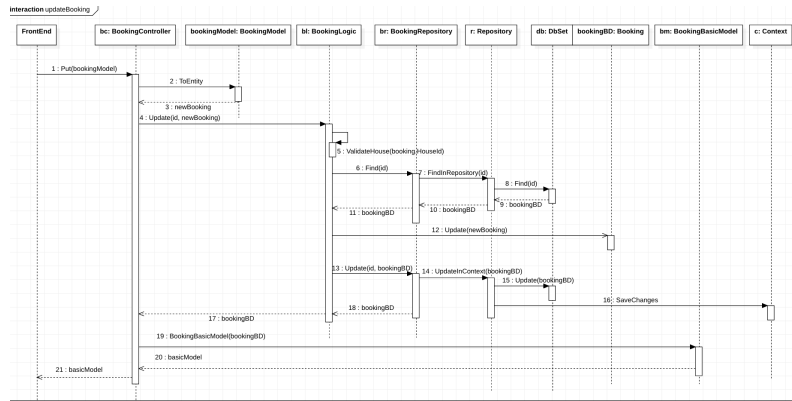 interaction updateBooking
FrontEnd
bc: BookingController
bookingModel: BookingModel
bl: BookingLogic
br: BookingRepository
r: Repository
db: DbSet
bookingBD: Booking
bm: BookingBasicModel
c: Context
1 : Put(bookingModel)
2 : ToEntity
3 : newBooking
4 : Update(id, newBooking)
5 : ValidateHouse(booking.HouseId)
6 : Find(id)
7 : FindInRepository(id)
8 : Find(id)
9 : bookingBD
10 : bookingBD
11 : bookingBD
12 : Update(newBooking)
13 : Update(id, bookingBD)
14 : UpdateInContext(bookingBD)
15 : Update(bookingBD)
16 : SaveChanges
18 : bookingBD
17 : bookingBD
19 : BookingBasicModel(bookingBD)
20 : basicModel
21 : basicModel